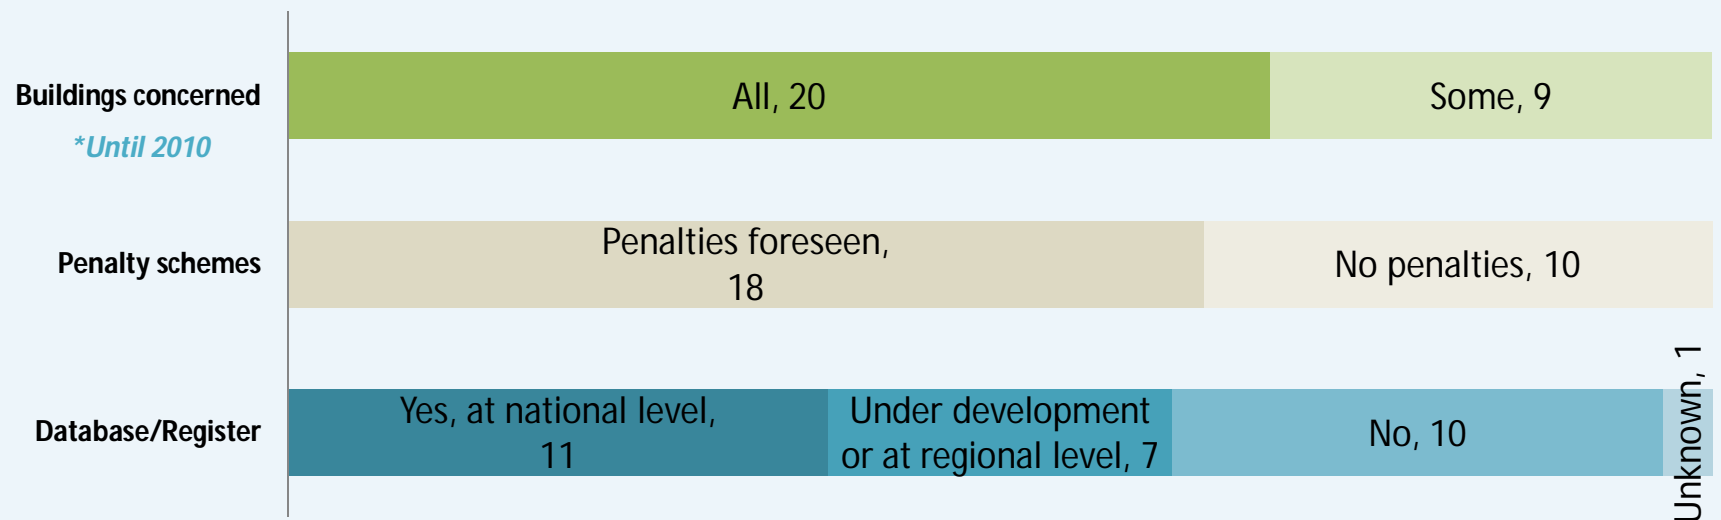 Buildings concerned
*Until 2010
All, 20
Some, 9
Penalty schemes
Penalties foreseen,
18
No penalties, 10
Database/Register
Yes, at national level,
11
Under development
or at regional level, 7
No, 10
Unknown, 1